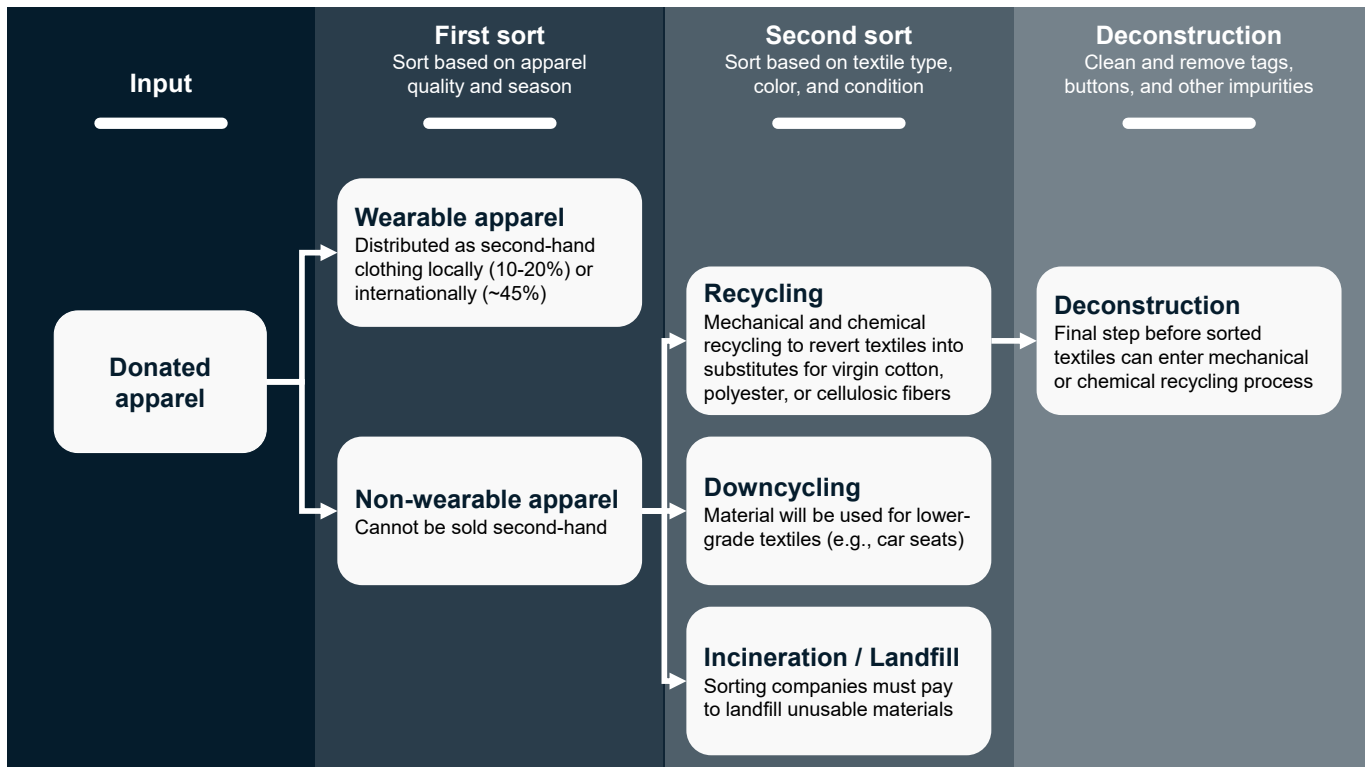 Input
First sort
Sort based on apparel
quality and season
Second sort
Sort based on textile type,
color, and condition
Deconstruction
Clean and remove tags,
buttons, and other impurities
Donated
apparel
Wearable apparel
Distributed as second-hand
clothing locally (10-20%) or
internationally (~45%)
Non-wearable apparel
Cannot be sold second-hand
Recycling
Mechanical and chemical
recycling to revert textiles into
substitutes for virgin cotton,
polyester, or cellulosic fibers
Downcycling
Material will be used for lower-
grade textiles (e.g., car seats)
Incineration / Landfill
Sorting companies must pay
to landfill unusable materials
Deconstruction
Final step before sorted
textiles can enter mechanical
or chemical recycling process